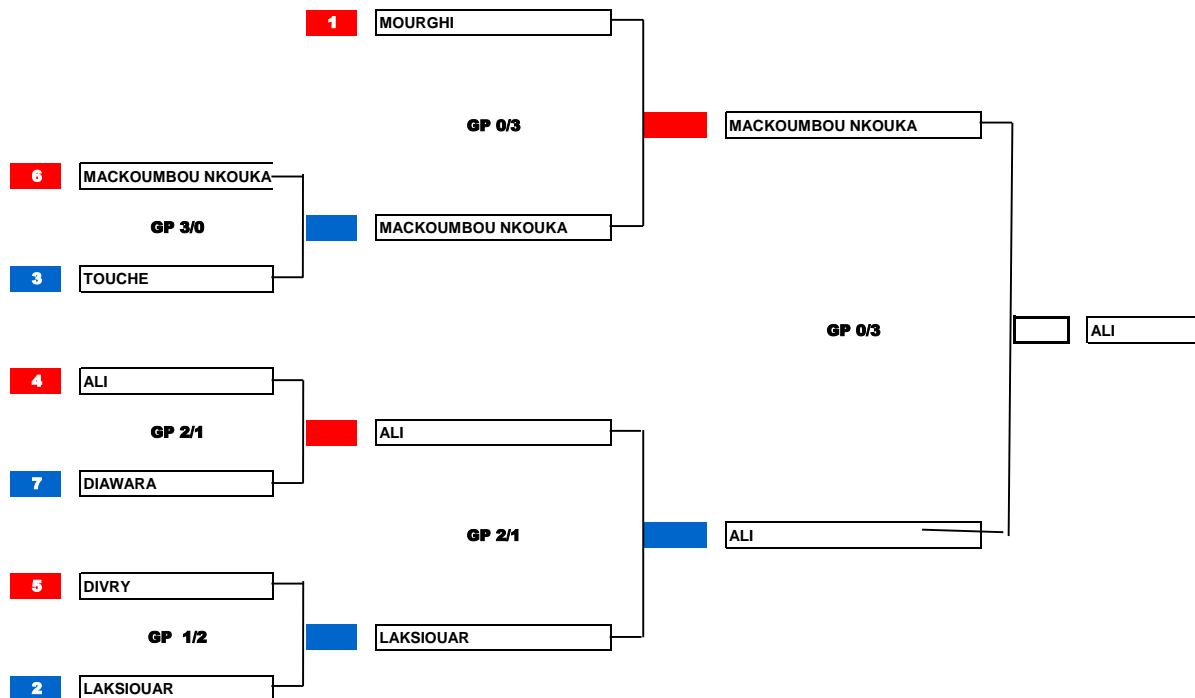 1 MOURGHI
GP 0/3
MACKOUMBOU NKOUKA
6 MACKOUMBOU NKOUKA
GP 3/0
MACKOUMBOU NKOUKA
3 TOUCHE
GP 0/3
ALI
4 ALI
GP 2/1
ALI
7 DIAWARA
GP 2/1
ALI
5 DIVRY
GP 1/2
LAKSIOUAR
2 LAKSIOUAR